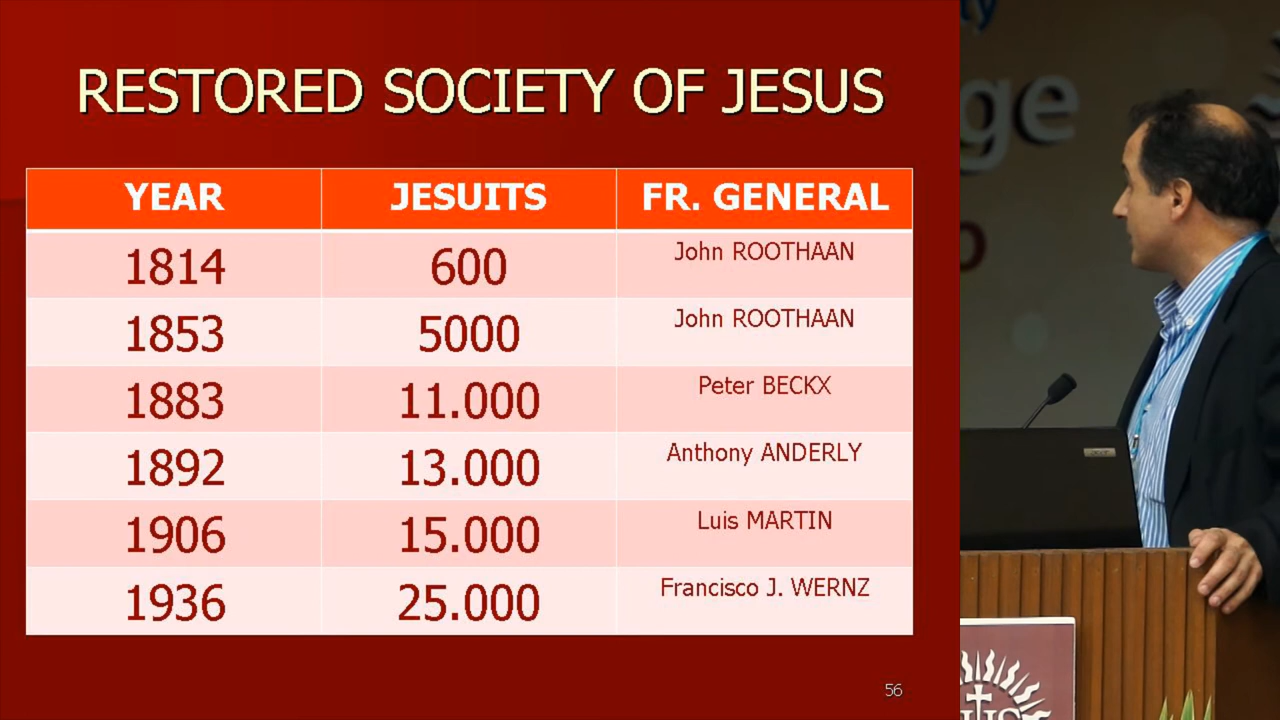 RESTORED SOCIETY OF JESUS
YEAR JESUITS FR. GENERAL
1814 600 John ROOTHAAN
1853 5000 John ROOTHAAN
1883 11.000 Peter BECKX
1892 13.000 Anthony ANDERLY
1906 15.000 Luis MARTIN
1936 25.000 Francisco J. WERNZ
56